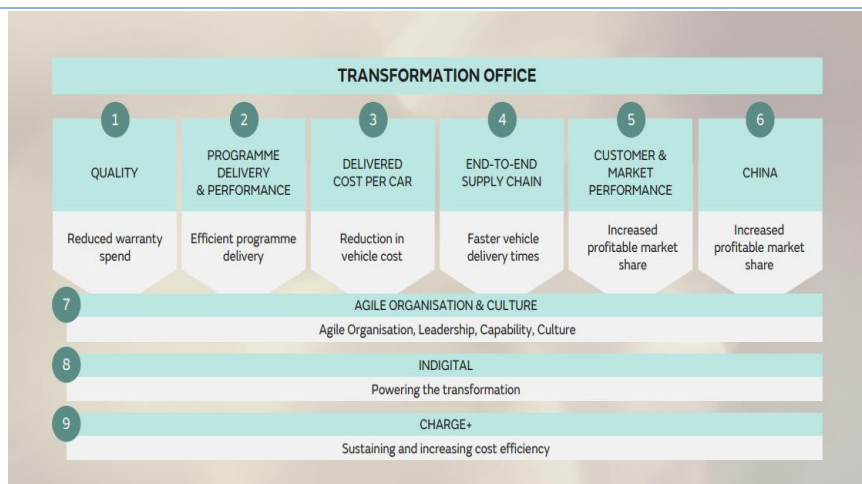 TRANSFORMATION OFFICE
1
QUALITY
Reduced warranty
spend
2
PROGRAMME
DELIVERY
& PERFORMANCE
Efficient programme
delivery
3
DELIVERED
COST PER CAR
Reduction in
vehicle cost
4
END-TO-END
SUPPLY CHAIN
Faster vehicle
delivery times
5
CUSTOMER &
MARKET
PERFORMANCE
Increased
profitable market
share
6
CHINA
Increased
profitable market
share
7
AGILE ORGANISATION & CULTURE
Agile Organisation, Leadership, Capability, Culture
8
INDIGITAL
Powering the transformation
9
CHARGE+
Sustaining and increasing cost efficiency